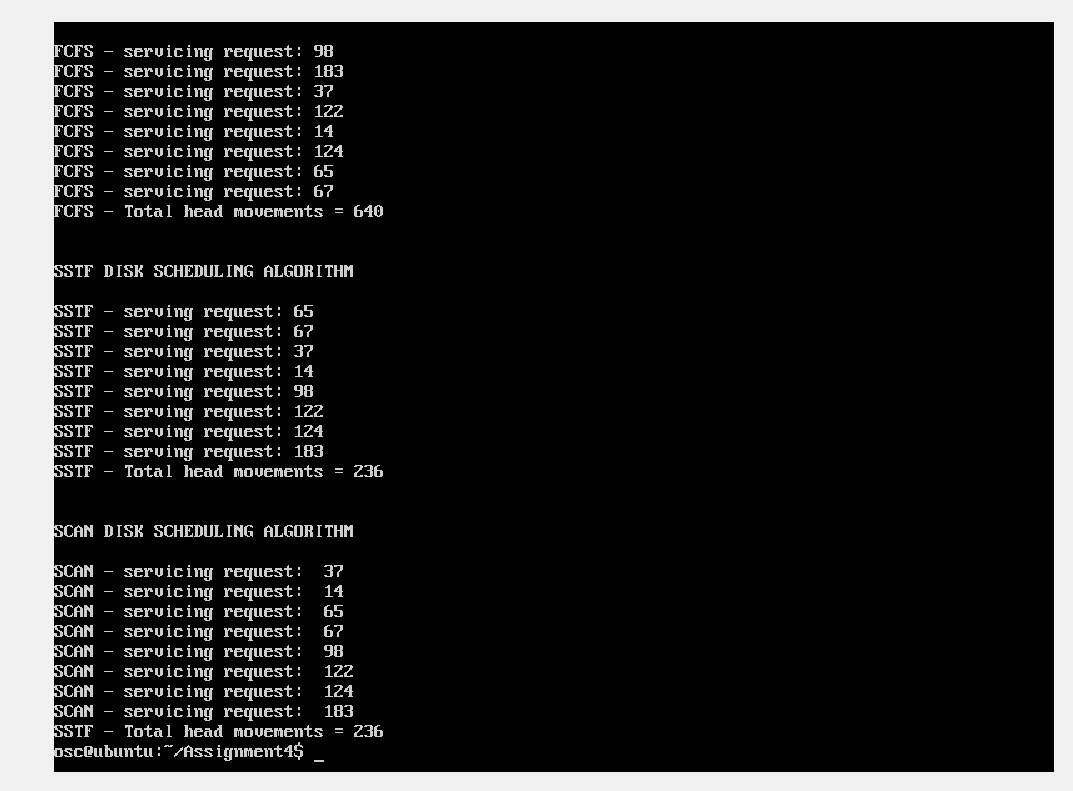 FCFS - servicing request: 98
FCFS - servicing request: 183
FCFS - servicing request: 37
FCFS - servicing request: 122
FCFS - servicing request: 14
FCFS - servicing request: 124
FCFS - servicing request: 65
FCFS - servicing request: 67
FCFS - Total head movements = 640
SSTF DISK SCHEDULING ALGORITHM
SSTF - serving request: 65
SSTF - serving request: 67
SSTF - serving request: 37
SSTF - serving request: 14
SSTF - serving request: 98
SSTF - serving request: 122
SSTF - serving request: 124
SSTF - serving request: 183
SSTF - Total head movements = 236
SCAN DISK SCHEDULING ALGORITHM
SCAN - servicing request:  37
SCAN - servicing request:  14
SCAN - servicing request:  65
SCAN - servicing request:  67
SCAN - servicing request:  98
SCAN - servicing request:  122
SCAN - servicing request:  124
SCAN - servicing request:  183
SSTF - Total head movements = 236
osc@ubuntu:~/Assignment4$ _